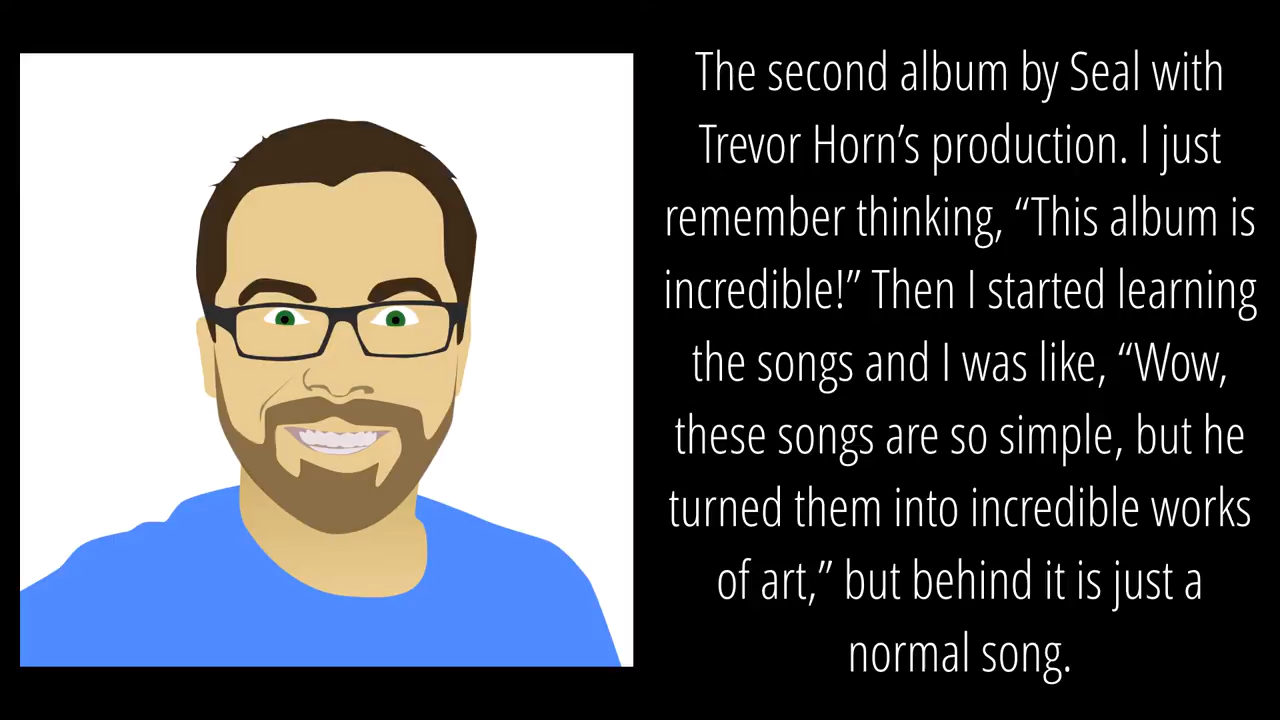 The second album by Seal with
Trevor Horn’s production. I just
remember thinking, “This album is
incredible!” Then I started learning
the songs and I was like, “Wow,
these songs are so simple, but he
turned them into incredible works
of art,” but behind it is just a
normal song.